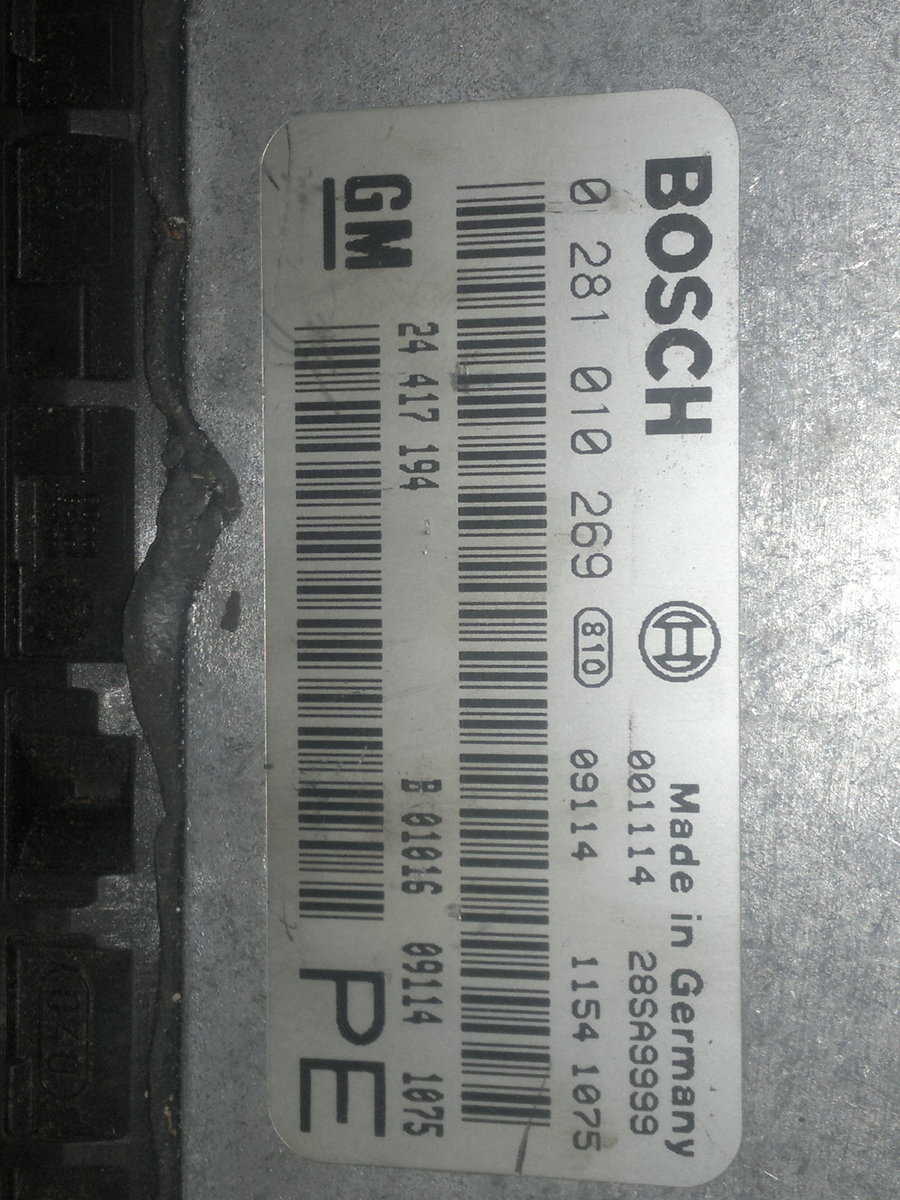 BOSCH
Made in Germany
001114 28SA9999
0 281 010 269 810 09114 1154 1075
GM
24 417 194 B 01016 09114 1075
PE